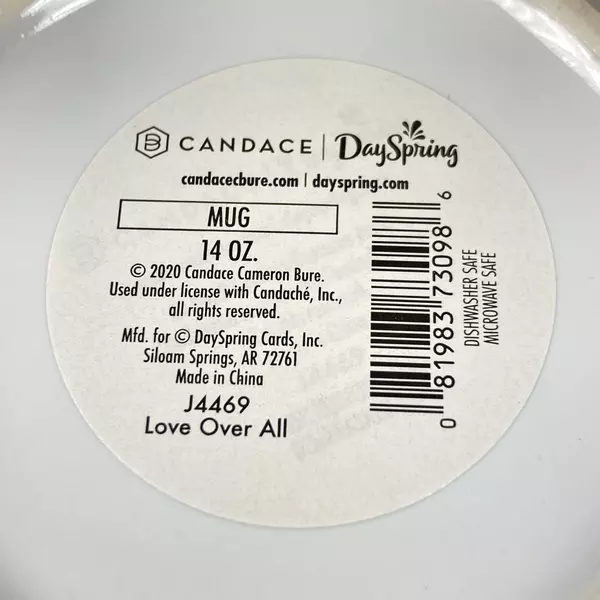 B CANDACE | DaySpring
candacecbure.com | dayspring.com
MUG
14 OZ.
© 2020 Candace Cameron Bure.
Used under license with Candaché, Inc.,
all rights reserved.
Mfd. for © DaySpring Cards, Inc.
Siloam Springs, AR 72761
Made in China
J4469
Love Over All
0 81983 73098 6
DISHWASHER SAFE
MICROWAVE SAFE